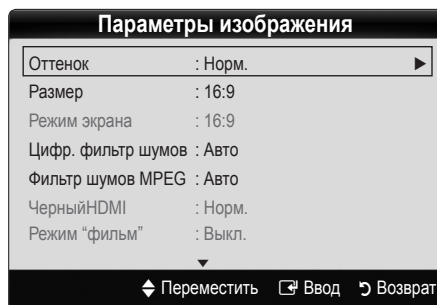 Параметры изображения
Оттенок : Норм. ►
Размер : 16:9
Режим экрана : 16:9
Цифр. фильтр шумов : Авто
Фильтр шумов MPEG : Авто
ЧерныйHDMI : Норм.
Режим “фильм” : Выкл.
▼
Переместить Ввод Возврат